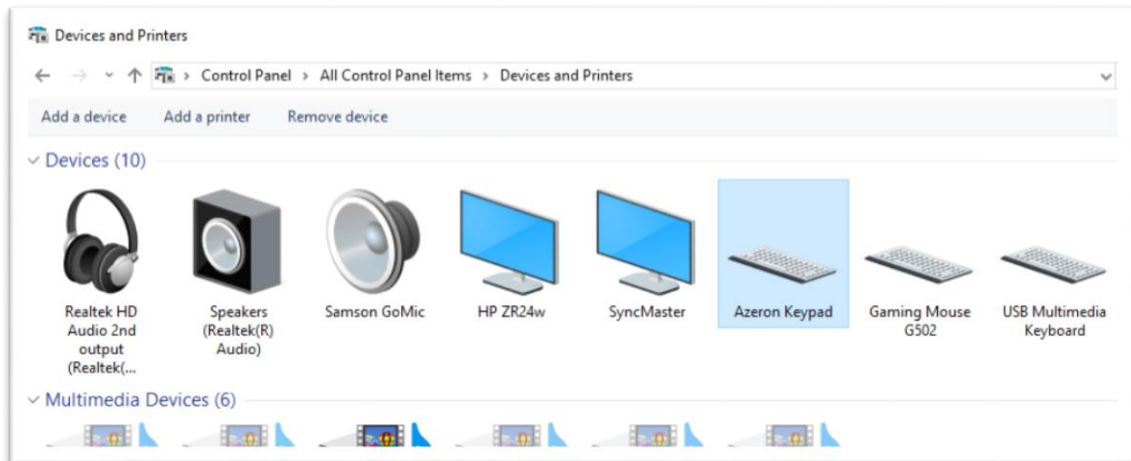 Devices and Printers
Control Panel > All Control Panel Items > Devices and Printers
Add a device Add a printer Remove device
Devices (10)
Realtek HD Audio 2nd output (Realtek(...
Speakers (Realtek(R) Audio)
Samson GoMic
HP ZR24w
SyncMaster
Azeron Keypad
Gaming Mouse G502
USB Multimedia Keyboard
Multimedia Devices (6)